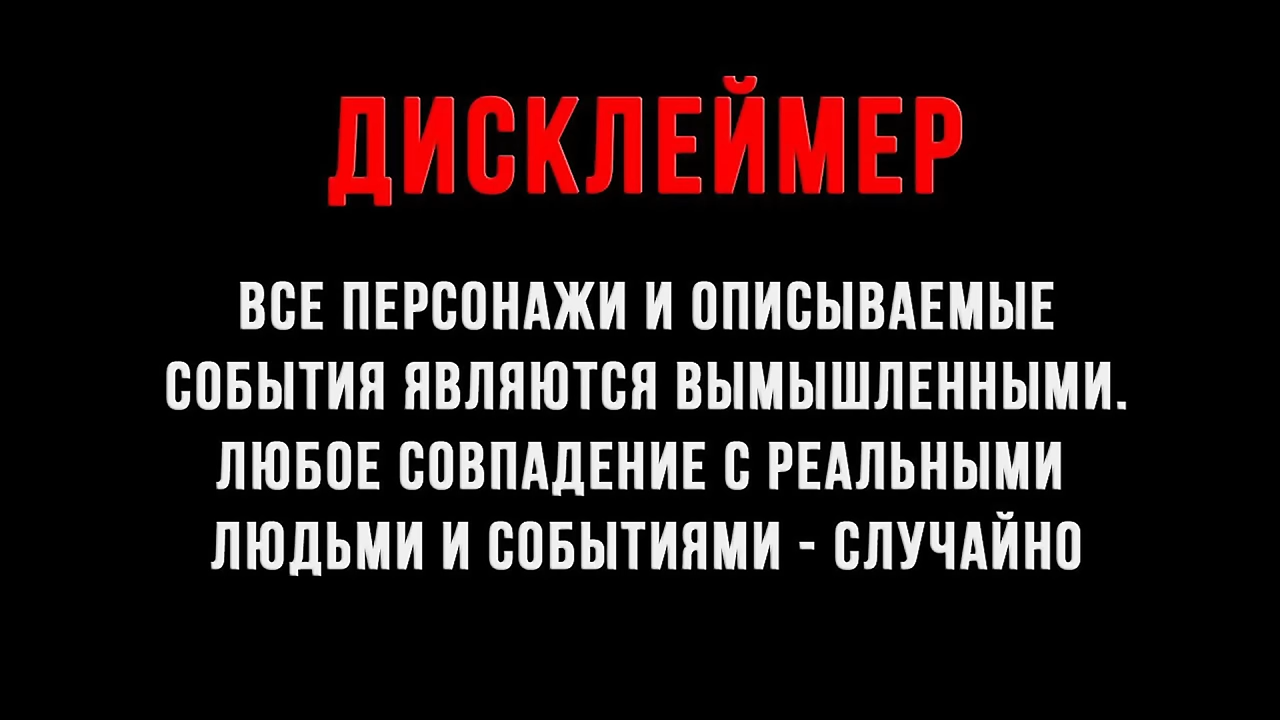 ДИСКЛЕЙМЕР
ВСЕ ПЕРСОНАЖИ И ОПИСЫВАЕМЫЕ
СОБЫТИЯ ЯВЛЯЮТСЯ ВЫМЫШЛЕННЫМИ.
ЛЮБОЕ СОВПАДЕНИЕ С РЕАЛЬНЫМИ
ЛЮДЬМИ И СОБЫТИЯМИ - СЛУЧАЙНО